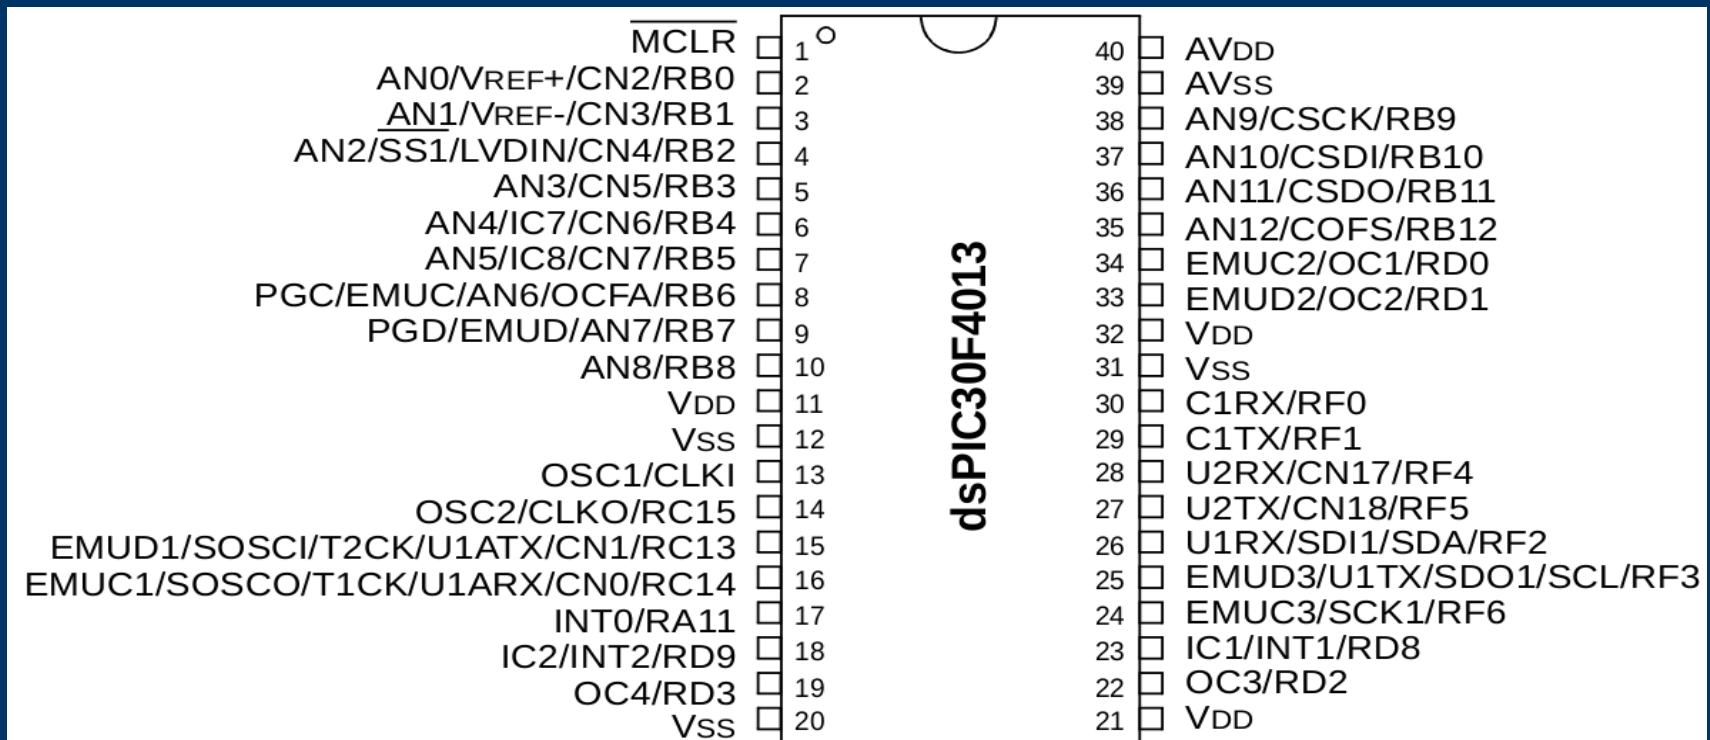 MCLR 1 40 AVDD
AN0/VREF+/CN2/RB0 2 39 AVSS
AN1/VREF-/CN3/RB1 3 38 AN9/CSCK/RB9
AN2/SS1/LVDIN/CN4/RB2 4 37 AN10/CSDI/RB10
AN3/CN5/RB3 5 36 AN11/CSDO/RB11
AN4/IC7/CN6/RB4 6 35 AN12/COFS/RB12
AN5/IC8/CN7/RB5 7 34 EMUC2/OC1/RD0
PGC/EMUC/AN6/OCFA/RB6 8 33 EMUD2/OC2/RD1
PGD/EMUD/AN7/RB7 9 32 VDD
AN8/RB8 10 31 VSS
VDD 11 30 C1RX/RF0
VSS 12 29 C1TX/RF1
OSC1/CLKI 13 28 U2RX/CN17/RF4
OSC2/CLKO/RC15 14 27 U2TX/CN18/RF5
EMUD1/SOSCI/T2CK/U1ATX/CN1/RC13 15 26 U1RX/SDI1/SDA/RF2
EMUC1/SOSCO/T1CK/U1ARX/CN0/RC14 16 25 EMUD3/U1TX/SDO1/SCL/RF3
INT0/RA11 17 24 EMUC3/SCK1/RF6
IC2/INT2/RD9 18 23 IC1/INT1/RD8
OC4/RD3 19 22 OC3/RD2
VSS 20 21 VDD
dsPIC30F4013